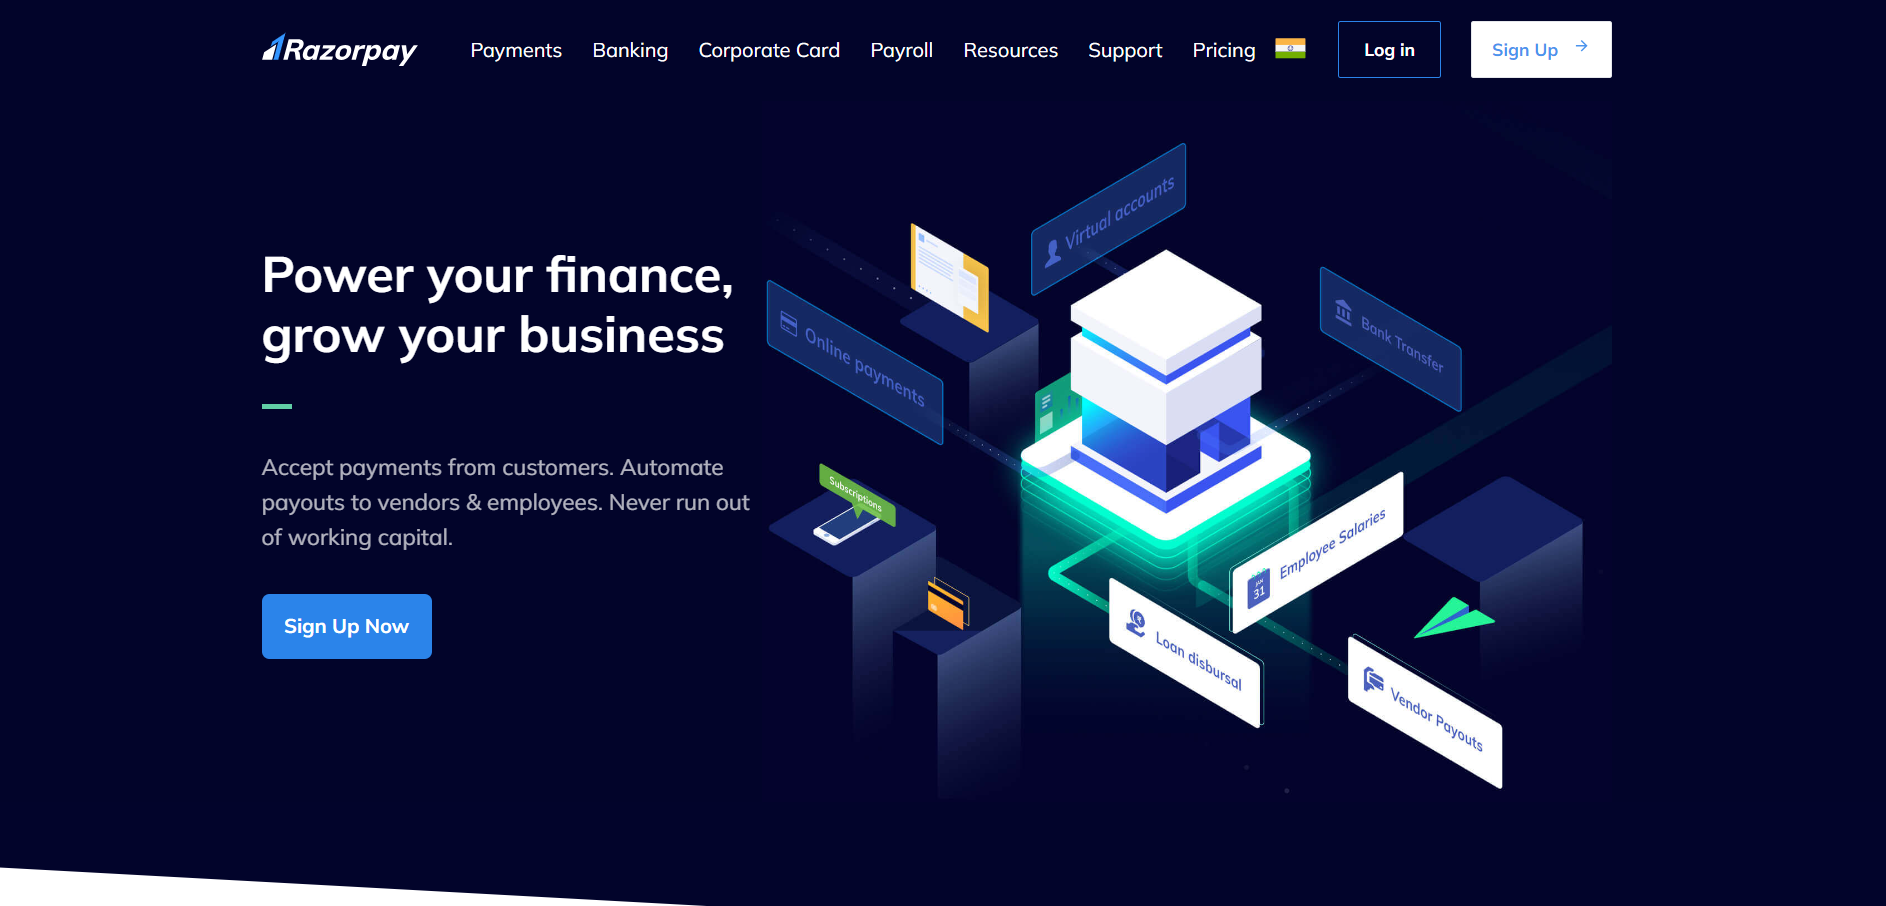 Razorpay
Payments
Banking
Corporate Card
Payroll
Resources
Support
Pricing
Log in
Sign Up →
Power your finance,
grow your business
Accept payments from customers. Automate
payouts to vendors & employees. Never run out
of working capital.
Sign Up Now
Virtual accounts
Online payments
Bank Transfer
Subscriptions
JAN
31
Employee Salaries
Loan disbursal
Vendor Payouts